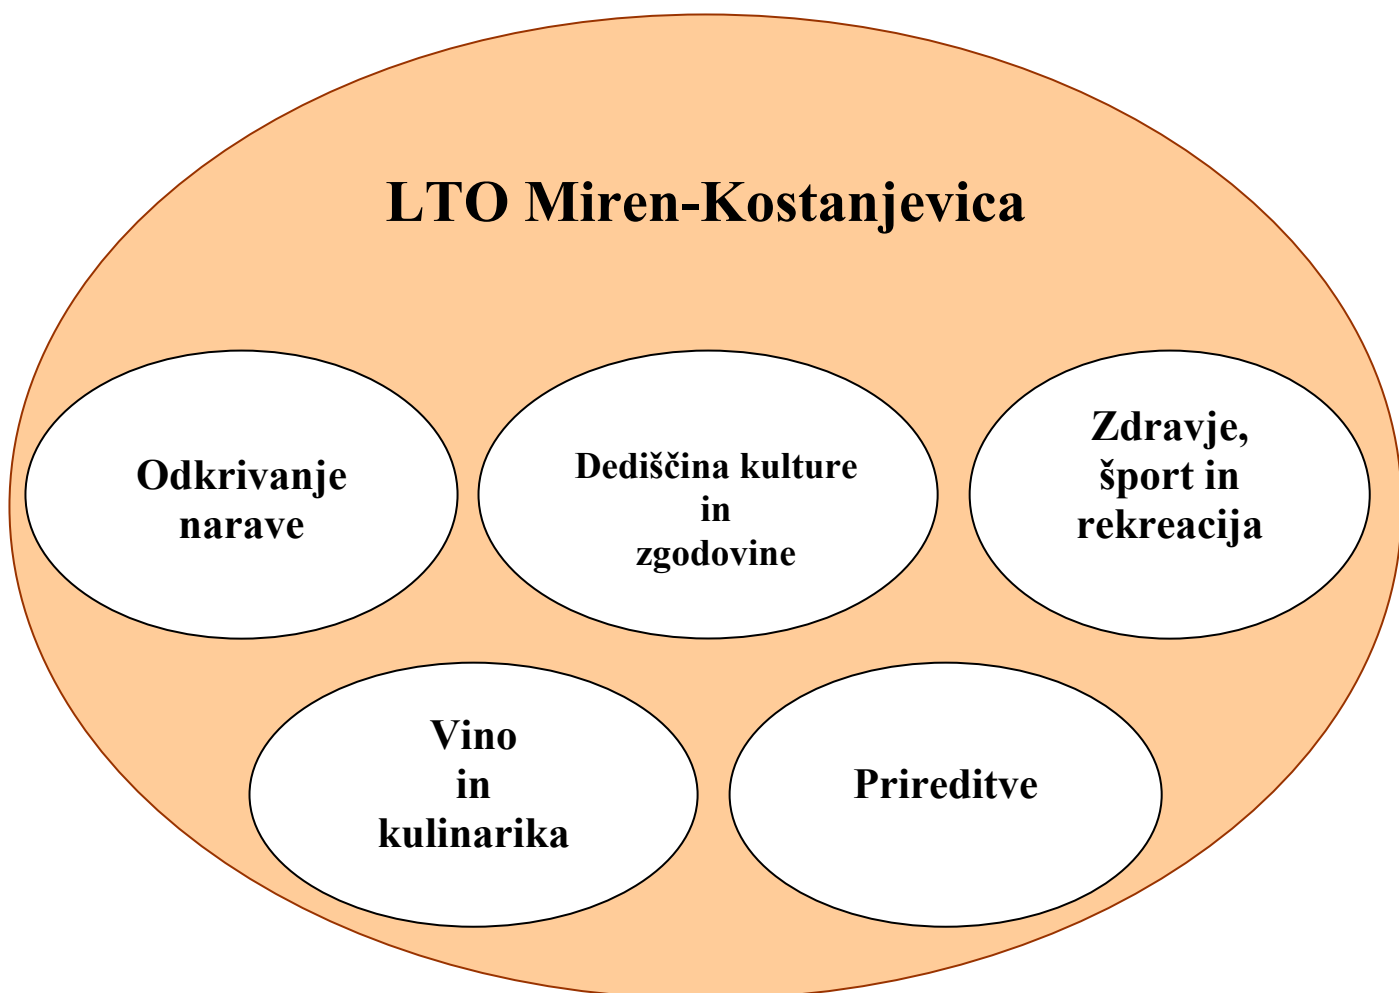 LTO Miren-Kostanjevica
Odkrivanje
narave
Dediščina kulture
in
zgodovine
Zdravje,
šport in
rekreacija
Vino
in
kulinarika
Prireditve